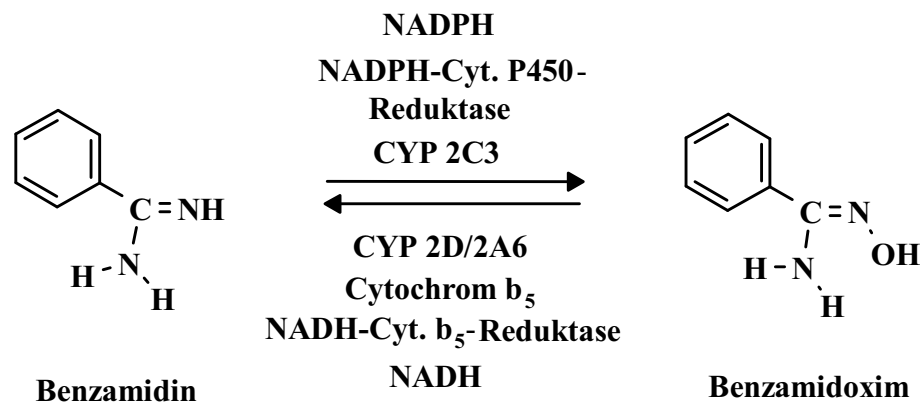 NADPH
NADPH-Cyt. P450-
Reduktase
CYP 2C3
C=NH
H-N
H
C=N
OH
H-N
H
CYP 2D/2A6
Cytochrom b₅
NADH-Cyt. b₅-Reduktase
NADH
Benzamidin
Benzamidoxim